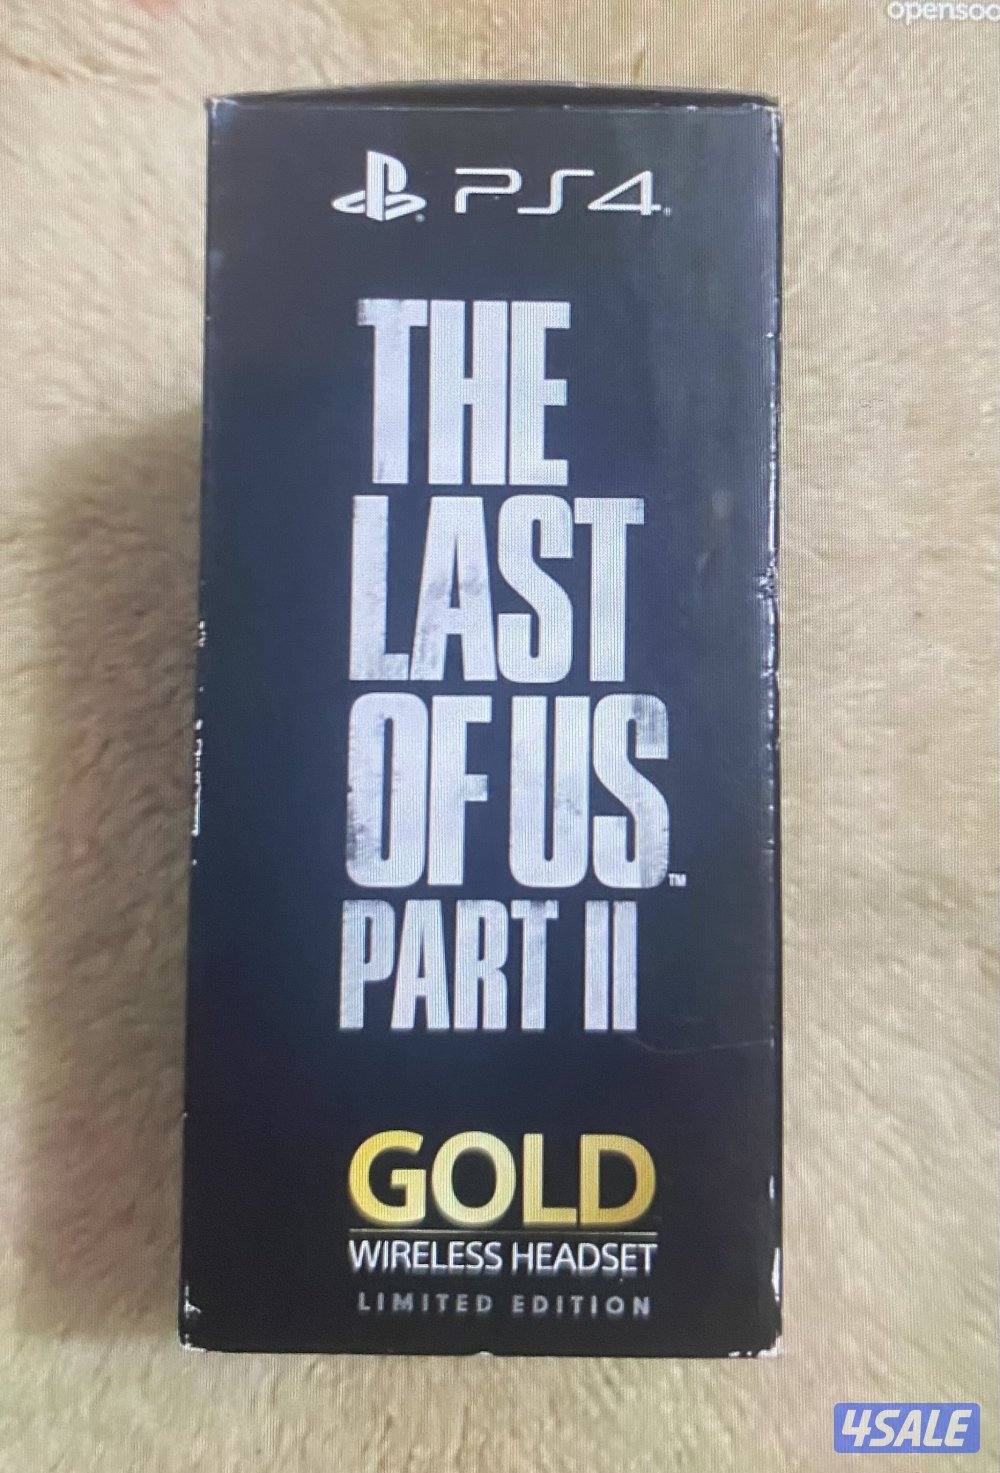 opensoo
PS4
THE
LAST
OF US™
PART II
GOLD
WIRELESS HEADSET
LIMITED EDITION
4SALE